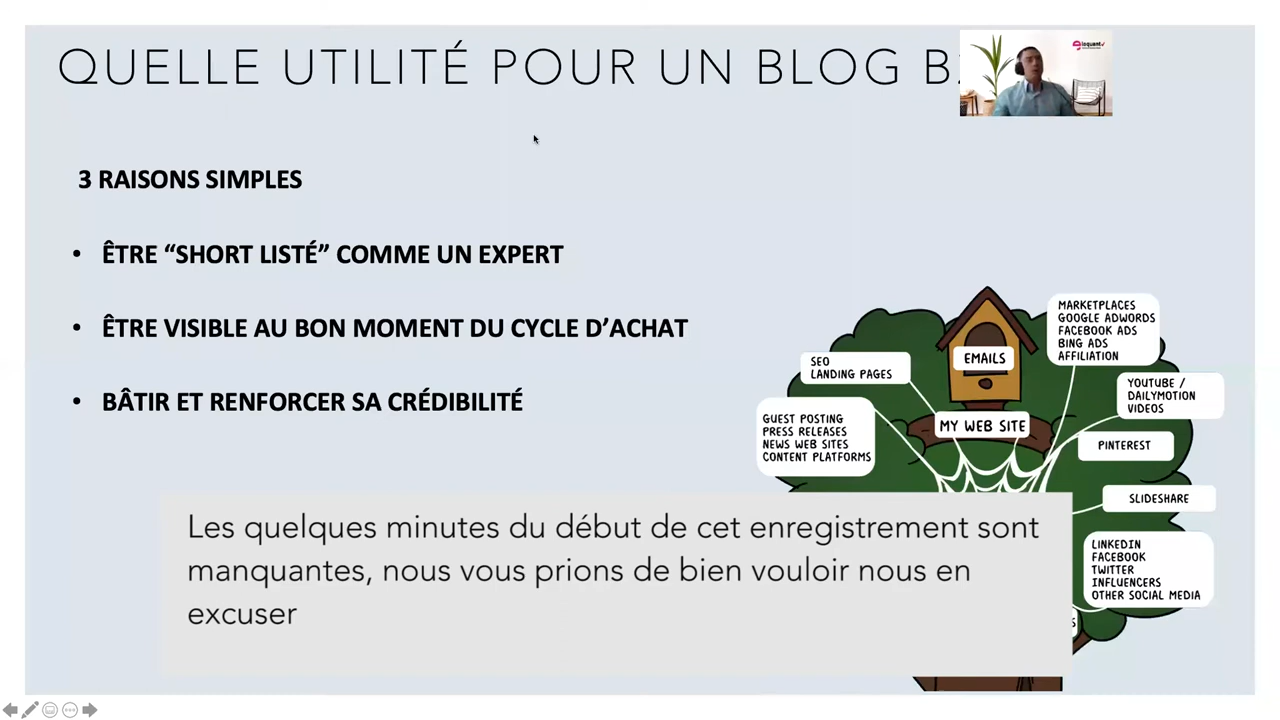 QUELLE UTILITÉ POUR UN BLOG
eloquant
3 RAISONS SIMPLES
• ÊTRE “SHORT LISTÉ” COMME UN EXPERT
• ÊTRE VISIBLE AU BON MOMENT DU CYCLE D’ACHAT
• BÂTIR ET RENFORCER SA CRÉDIBILITÉ
EMAILS
MY WEB SITE
SEO
LANDING PAGES
GUEST POSTING
PRESS RELEASES
NEWS WEB SITES
CONTENT PLATFORMS
MARKETPLACES
GOOGLE ADWORDS
FACEBOOK ADS
BING ADS
AFFILIATION
YOUTUBE /
DAILYMOTION
VIDEOS
PINTEREST
SLIDESHARE
LINKEDIN
FACEBOOK
TWITTER
INFLUENCERS
OTHER SOCIAL MEDIA
Les quelques minutes du début de cet enregistrement sont
manquantes, nous vous prions de bien vouloir nous en
excuser